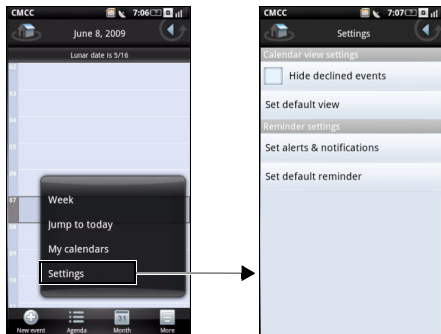 CMCC 7:06
June 8, 2009
Lunar date is 5/16
Week
Jump to today
My calendars
Settings
31
New event Agenda Month More
CMCC 7:07
Settings
Calendar view settings
Hide declined events
Set default view
Reminder settings
Set alerts & notifications
Set default reminder